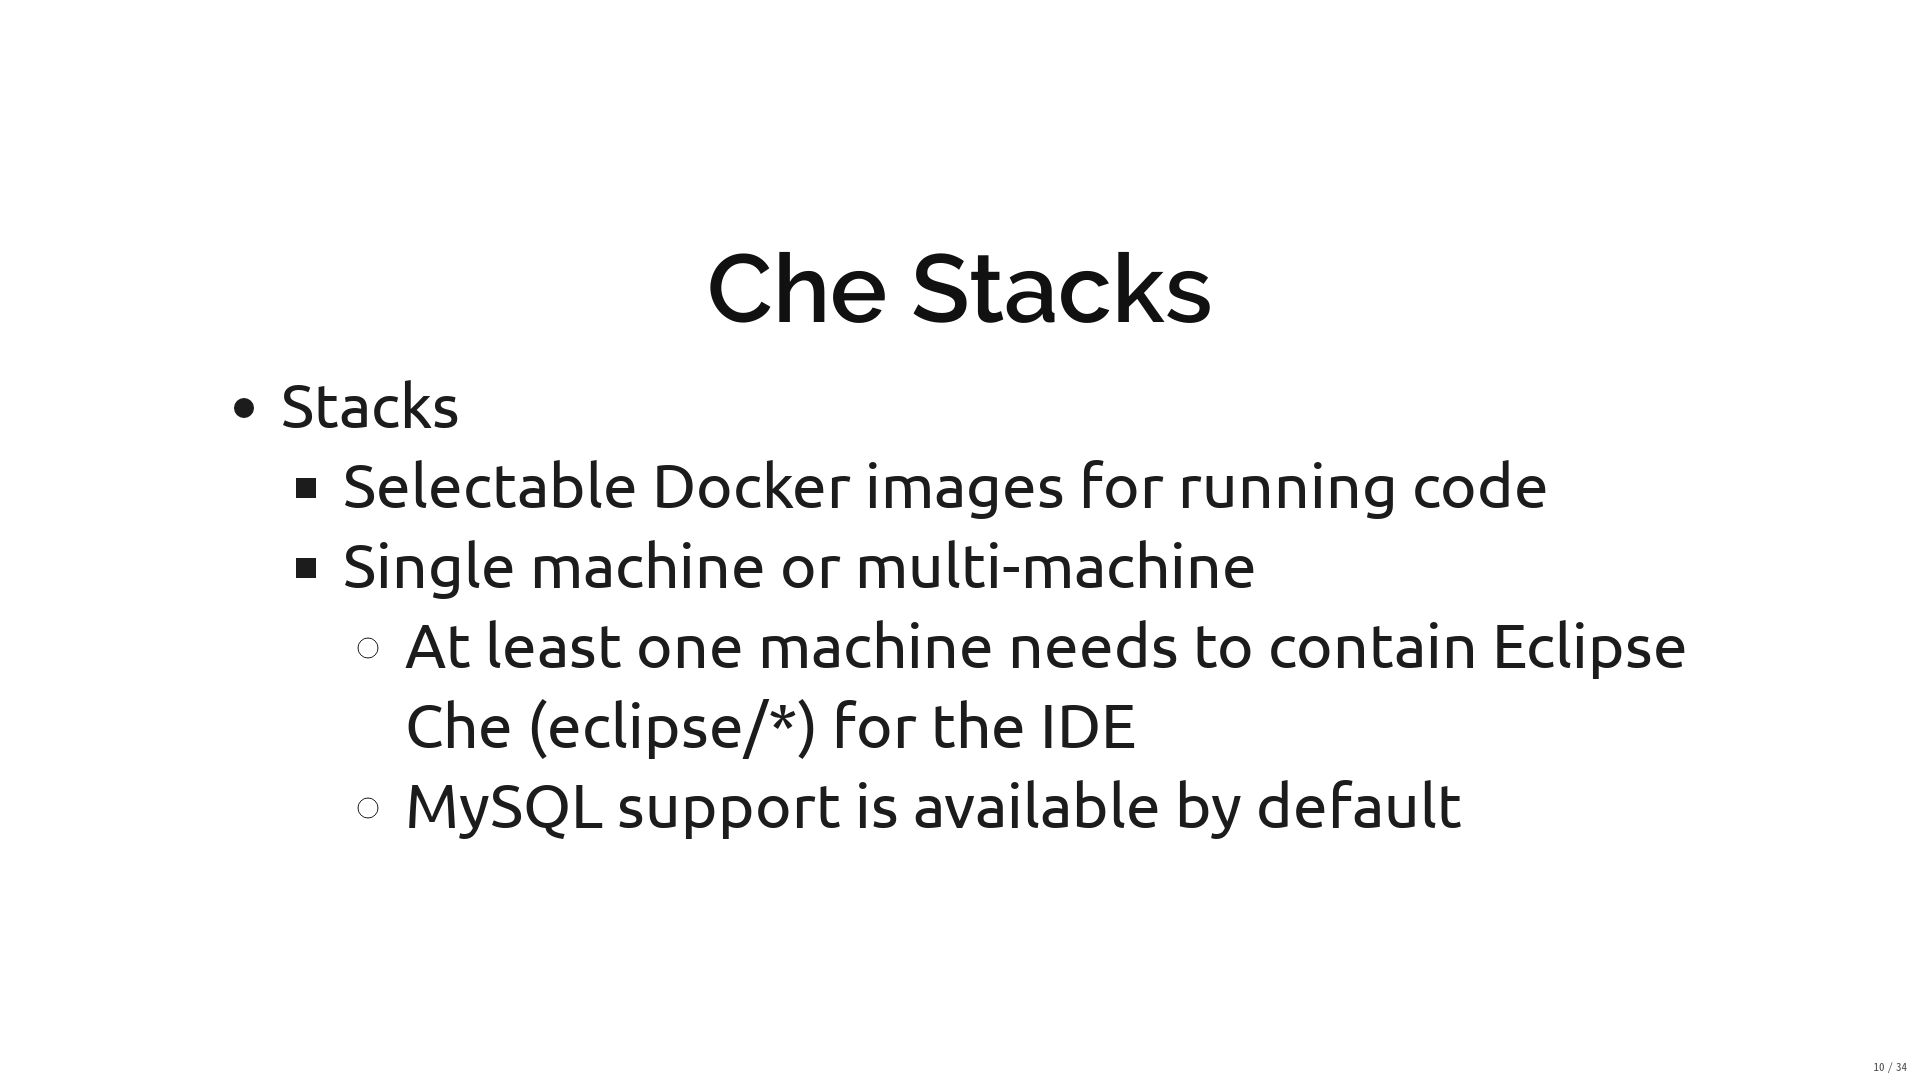 Che Stacks
Stacks
Selectable Docker images for running code
Single machine or multi-machine
At least one machine needs to contain Eclipse
Che (eclipse/*) for the IDE
MySQL support is available by default
10 / 34